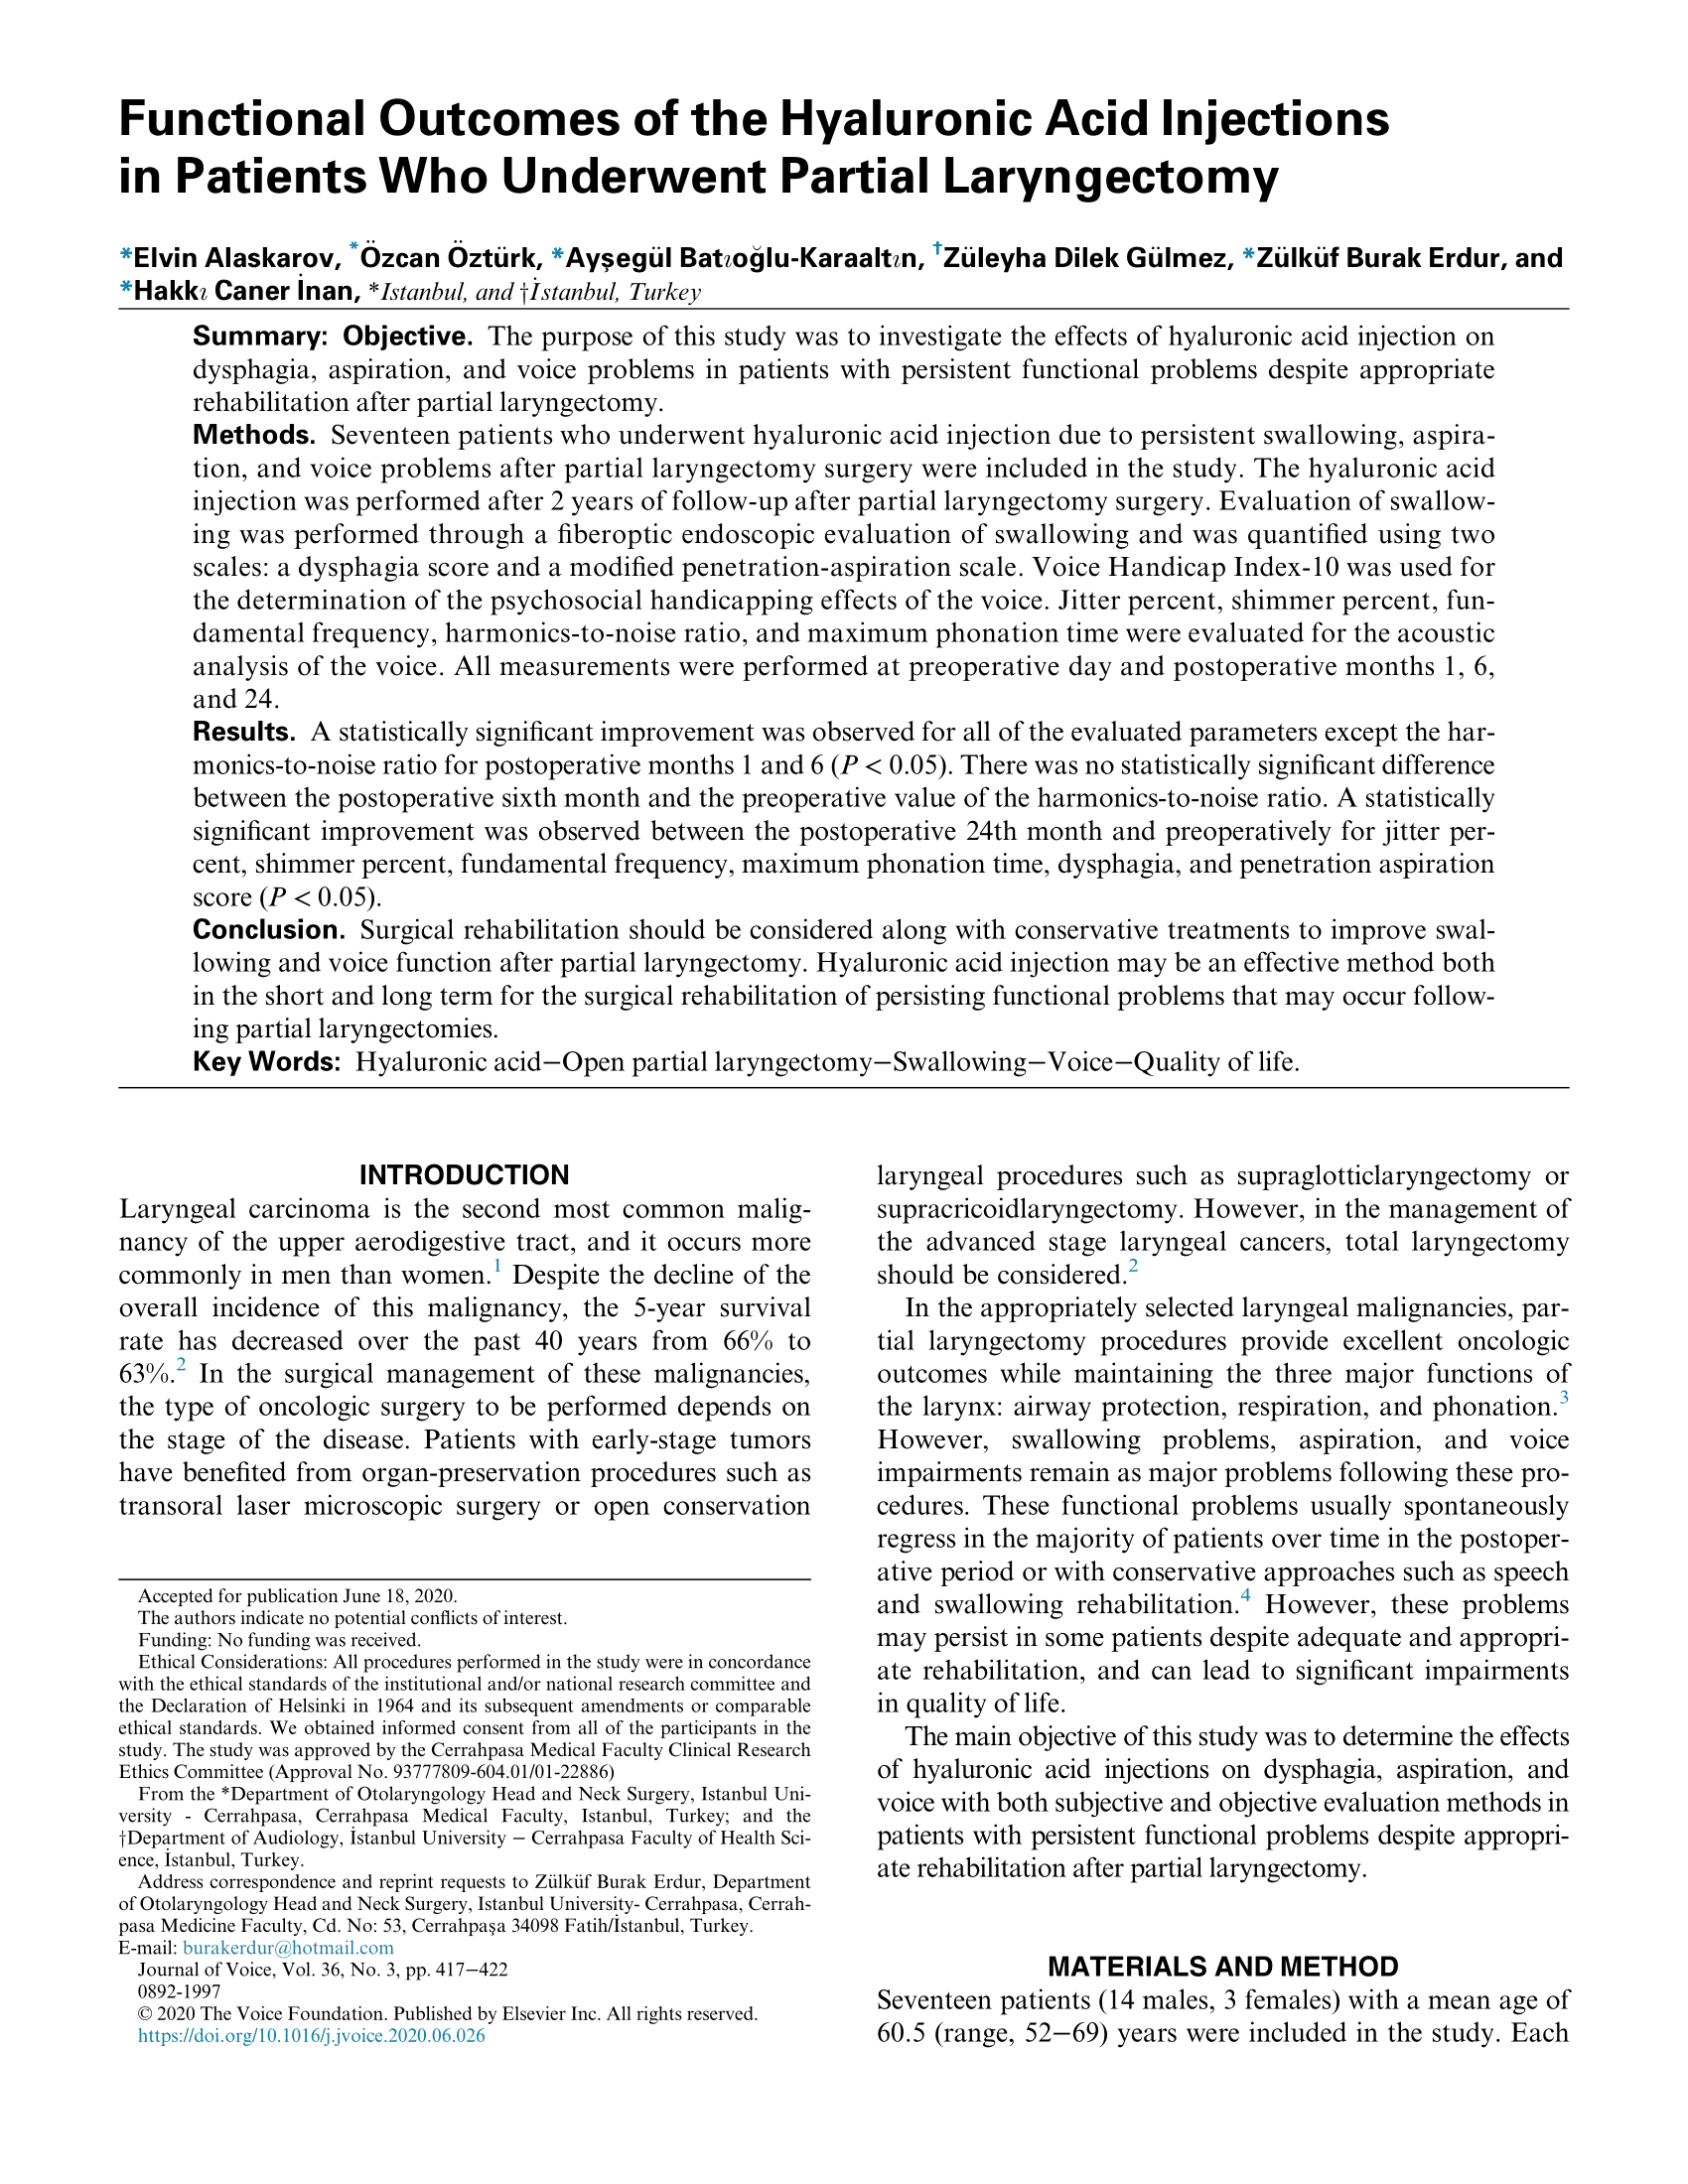 Functional Outcomes of the Hyaluronic Acid Injections
in Patients Who Underwent Partial Laryngectomy
*Elvin Alaskarov, *Özcan Öztürk, *Ayşegül Batıoğlu-Karaaltın, †Züleyha Dilek Gülmez, *Zülküf Burak Erdur, and
*Hakkı Caner İnan, *Istanbul, and †İstanbul, Turkey
Summary: Objective. The purpose of this study was to investigate the effects of hyaluronic acid injection on
dysphagia, aspiration, and voice problems in patients with persistent functional problems despite appropriate
rehabilitation after partial laryngectomy.
Methods. Seventeen patients who underwent hyaluronic acid injection due to persistent swallowing, aspira-
tion, and voice problems after partial laryngectomy surgery were included in the study. The hyaluronic acid
injection was performed after 2 years of follow-up after partial laryngectomy surgery. Evaluation of swallow-
ing was performed through a fiberoptic endoscopic evaluation of swallowing and was quantified using two
scales: a dysphagia score and a modified penetration-aspiration scale. Voice Handicap Index-10 was used for
the determination of the psychosocial handicapping effects of the voice. Jitter percent, shimmer percent, fun-
damental frequency, harmonics-to-noise ratio, and maximum phonation time were evaluated for the acoustic
analysis of the voice. All measurements were performed at preoperative day and postoperative months 1, 6,
and 24.
Results. A statistically significant improvement was observed for all of the evaluated parameters except the har-
monics-to-noise ratio for postoperative months 1 and 6 (P < 0.05). There was no statistically significant difference
between the postoperative sixth month and the preoperative value of the harmonics-to-noise ratio. A statistically
significant improvement was observed between the postoperative 24th month and preoperatively for jitter per-
cent, shimmer percent, fundamental frequency, maximum phonation time, dysphagia, and penetration aspiration
score (P < 0.05).
Conclusion. Surgical rehabilitation should be considered along with conservative treatments to improve swal-
lowing and voice function after partial laryngectomy. Hyaluronic acid injection may be an effective method both
in the short and long term for the surgical rehabilitation of persisting functional problems that may occur follow-
ing partial laryngectomies.
Key Words: Hyaluronic acid−Open partial laryngectomy−Swallowing−Voice−Quality of life.
INTRODUCTION
Laryngeal carcinoma is the second most common malig-
nancy of the upper aerodigestive tract, and it occurs more
commonly in men than women.1 Despite the decline of the
overall incidence of this malignancy, the 5-year survival
rate has decreased over the past 40 years from 66% to
63%.2 In the surgical management of these malignancies,
the type of oncologic surgery to be performed depends on
the stage of the disease. Patients with early-stage tumors
have benefited from organ-preservation procedures such as
transoral laser microscopic surgery or open conservation
Accepted for publication June 18, 2020.
The authors indicate no potential conflicts of interest.
Funding: No funding was received.
Ethical Considerations: All procedures performed in the study were in concordance
with the ethical standards of the institutional and/or national research committee and
the Declaration of Helsinki in 1964 and its subsequent amendments or comparable
ethical standards. We obtained informed consent from all of the participants in the
study. The study was approved by the Cerrahpasa Medical Faculty Clinical Research
Ethics Committee (Approval No. 93777809-604.01/01-22886)
From the *Department of Otolaryngology Head and Neck Surgery, Istanbul Uni-
versity - Cerrahpasa, Cerrahpasa Medical Faculty, Istanbul, Turkey; and the
†Department of Audiology, İstanbul University − Cerrahpasa Faculty of Health Sci-
ence, İstanbul, Turkey.
Address correspondence and reprint requests to Zülküf Burak Erdur, Department
of Otolaryngology Head and Neck Surgery, Istanbul University- Cerrahpasa, Cerrah-
pasa Medicine Faculty, Cd. No: 53, Cerrahpaşa 34098 Fatih/İstanbul, Turkey.
E-mail: burakerdur@hotmail.com
Journal of Voice, Vol. 36, No. 3, pp. 417−422
0892-1997
© 2020 The Voice Foundation. Published by Elsevier Inc. All rights reserved.
https://doi.org/10.1016/j.jvoice.2020.06.026
laryngeal procedures such as supraglotticlaryngectomy or
supracricoidlaryngectomy. However, in the management of
the advanced stage laryngeal cancers, total laryngectomy
should be considered.2
In the appropriately selected laryngeal malignancies, par-
tial laryngectomy procedures provide excellent oncologic
outcomes while maintaining the three major functions of
the larynx: airway protection, respiration, and phonation.3
However, swallowing problems, aspiration, and voice
impairments remain as major problems following these pro-
cedures. These functional problems usually spontaneously
regress in the majority of patients over time in the postoper-
ative period or with conservative approaches such as speech
and swallowing rehabilitation.4 However, these problems
may persist in some patients despite adequate and appropri-
ate rehabilitation, and can lead to significant impairments
in quality of life.
The main objective of this study was to determine the effects
of hyaluronic acid injections on dysphagia, aspiration, and
voice with both subjective and objective evaluation methods in
patients with persistent functional problems despite appropri-
ate rehabilitation after partial laryngectomy.
MATERIALS AND METHOD
Seventeen patients (14 males, 3 females) with a mean age of
60.5 (range, 52−69) years were included in the study. Each